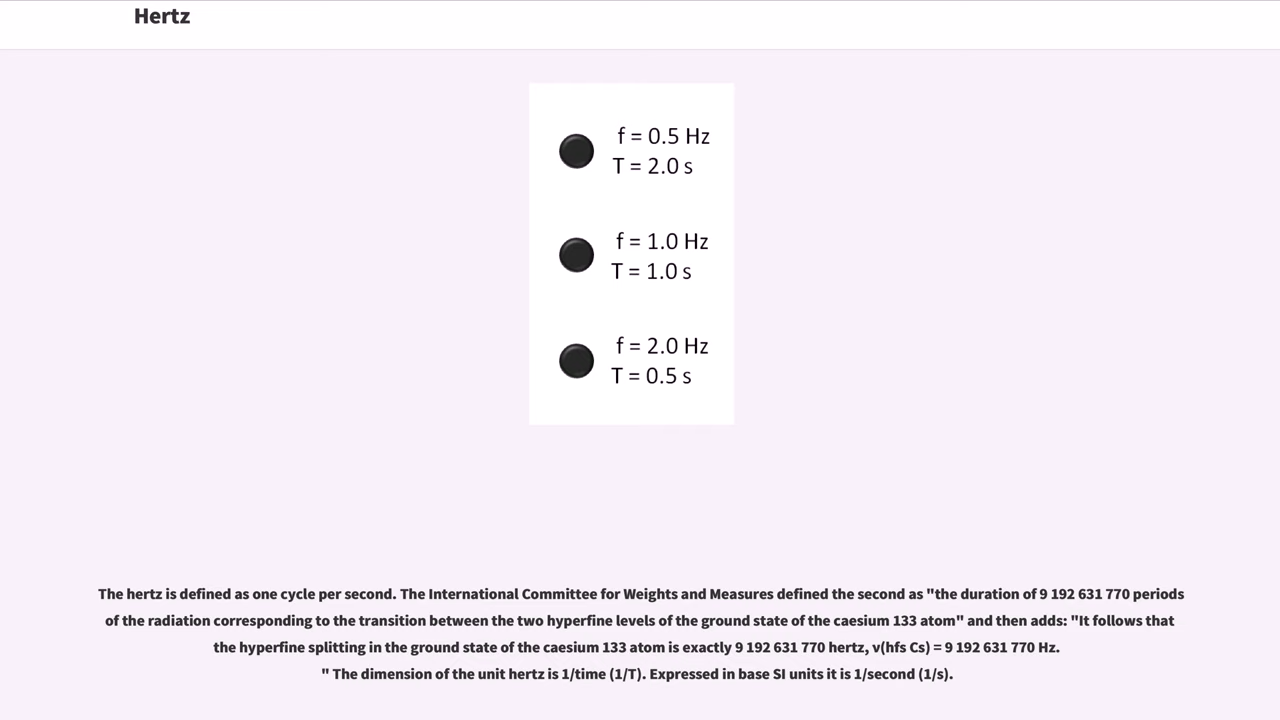 Hertz
f = 0.5 Hz
T = 2.0 s
f = 1.0 Hz
T = 1.0 s
f = 2.0 Hz
T = 0.5 s
The hertz is defined as one cycle per second. The International Committee for Weights and Measures defined the second as "the duration of 9 192 631 770 periods
of the radiation corresponding to the transition between the two hyperfine levels of the ground state of the caesium 133 atom" and then adds: "It follows that
the hyperfine splitting in the ground state of the caesium 133 atom is exactly 9 192 631 770 hertz, ν(hfs Cs) = 9 192 631 770 Hz.
" The dimension of the unit hertz is 1/time (1/T). Expressed in base SI units it is 1/second (1/s).